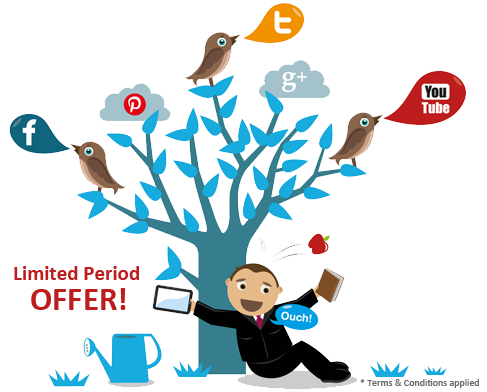 t
g+
You
Tube
f
Limited Period
OFFER!
Ouch!
* Terms & Conditions applied